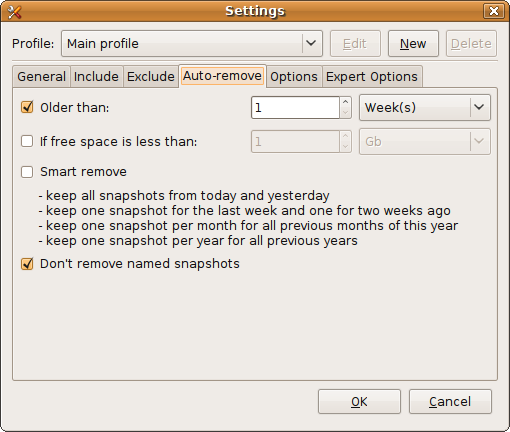 Settings
Profile: Main profile Edit New Delete
General Include Exclude Auto-remove Options Expert Options
Older than: 1 Week(s)
If free space is less than: 1 Gb
Smart remove
- keep all snapshots from today and yesterday
- keep one snapshot for the last week and one for two weeks ago
- keep one snapshot per month for all previous months of this year
- keep one snapshot per year for all previous years
Don't remove named snapshots
OK Cancel